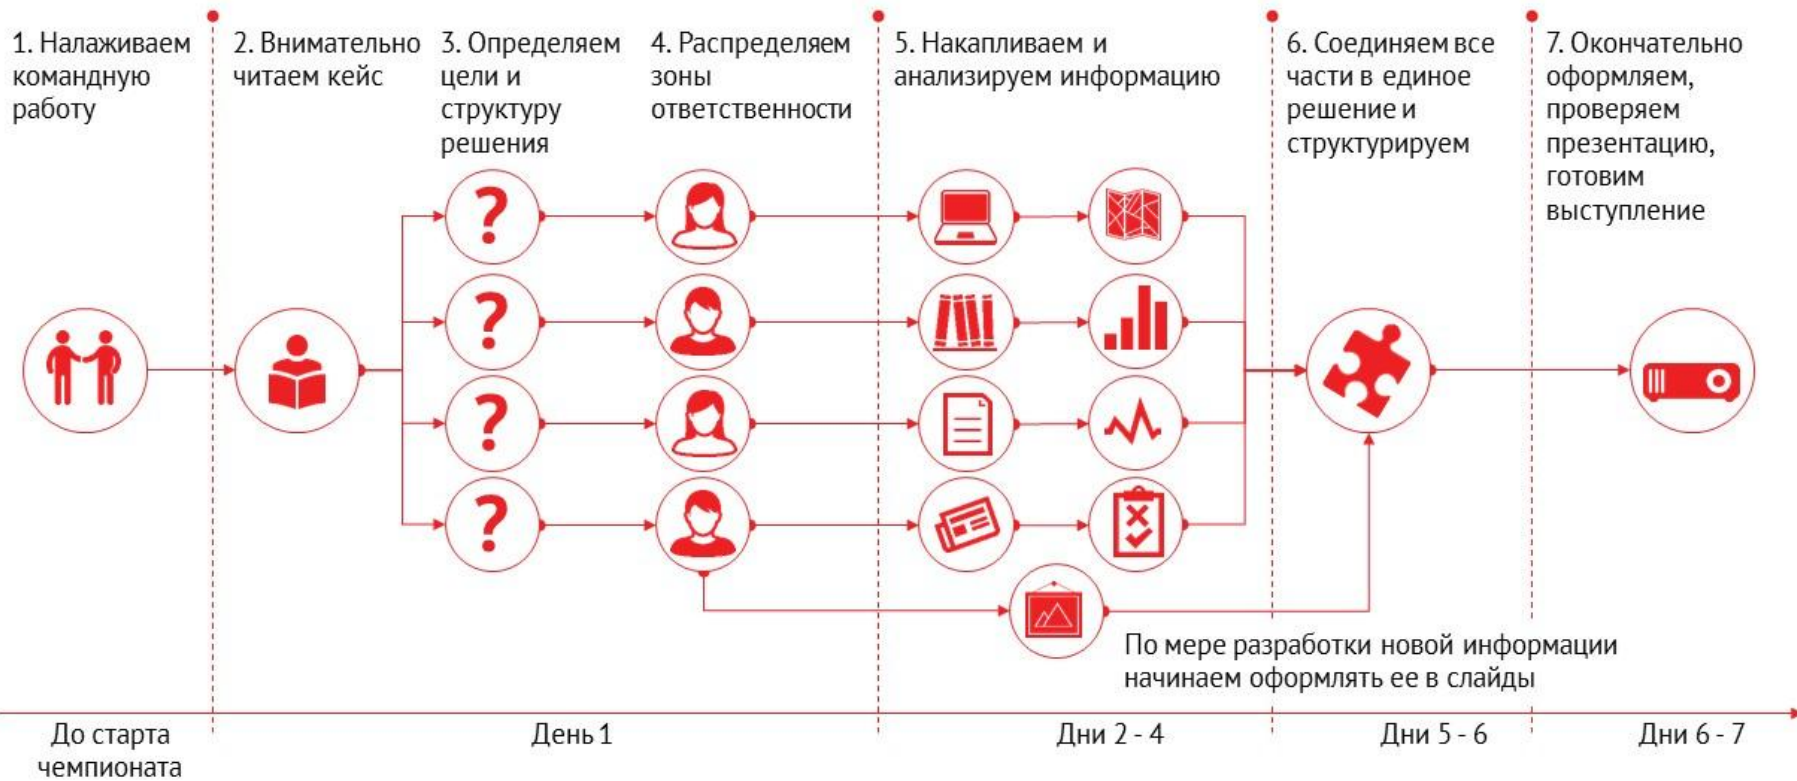 1. Налаживаем
командную
работу
2. Внимательно
читаем кейс
3. Определяем
цели и
структуру
решения
4. Распределяем
зоны
ответственности
5. Накапливаем и
анализируем информацию
6. Соединяем все
части в единое
решение и
структурируем
7. Окончательно
оформляем,
проверяем
презентацию,
готовим
выступление
?
?
?
?
По мере разработки новой информации
начинаем оформлять ее в слайды
До старта
чемпионата
День 1
Дни 2 - 4
Дни 5 - 6
Дни 6 - 7